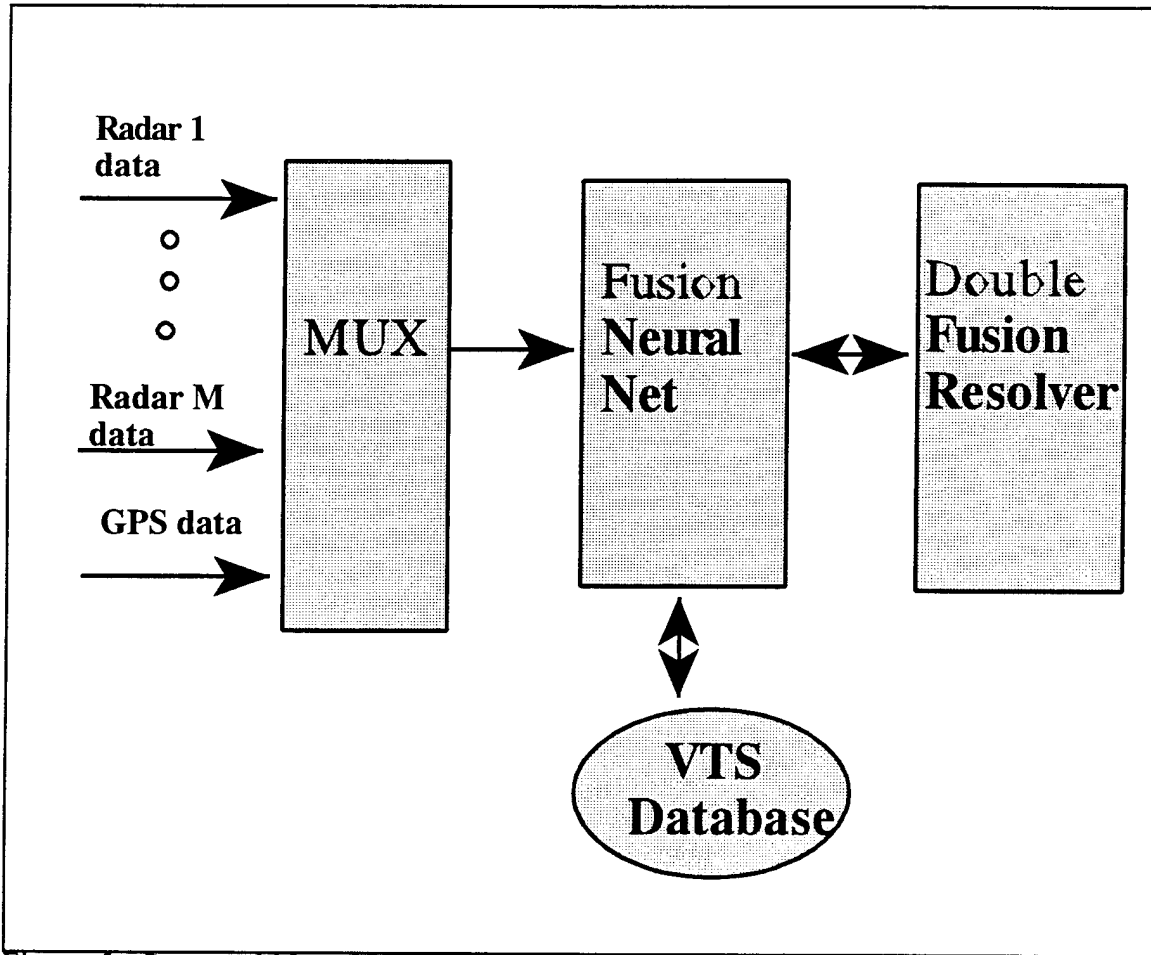 Radar 1
data
Radar M
data
GPS data
MUX
Fusion
Neural
Net
Double
Fusion
Resolver
VTS
Database